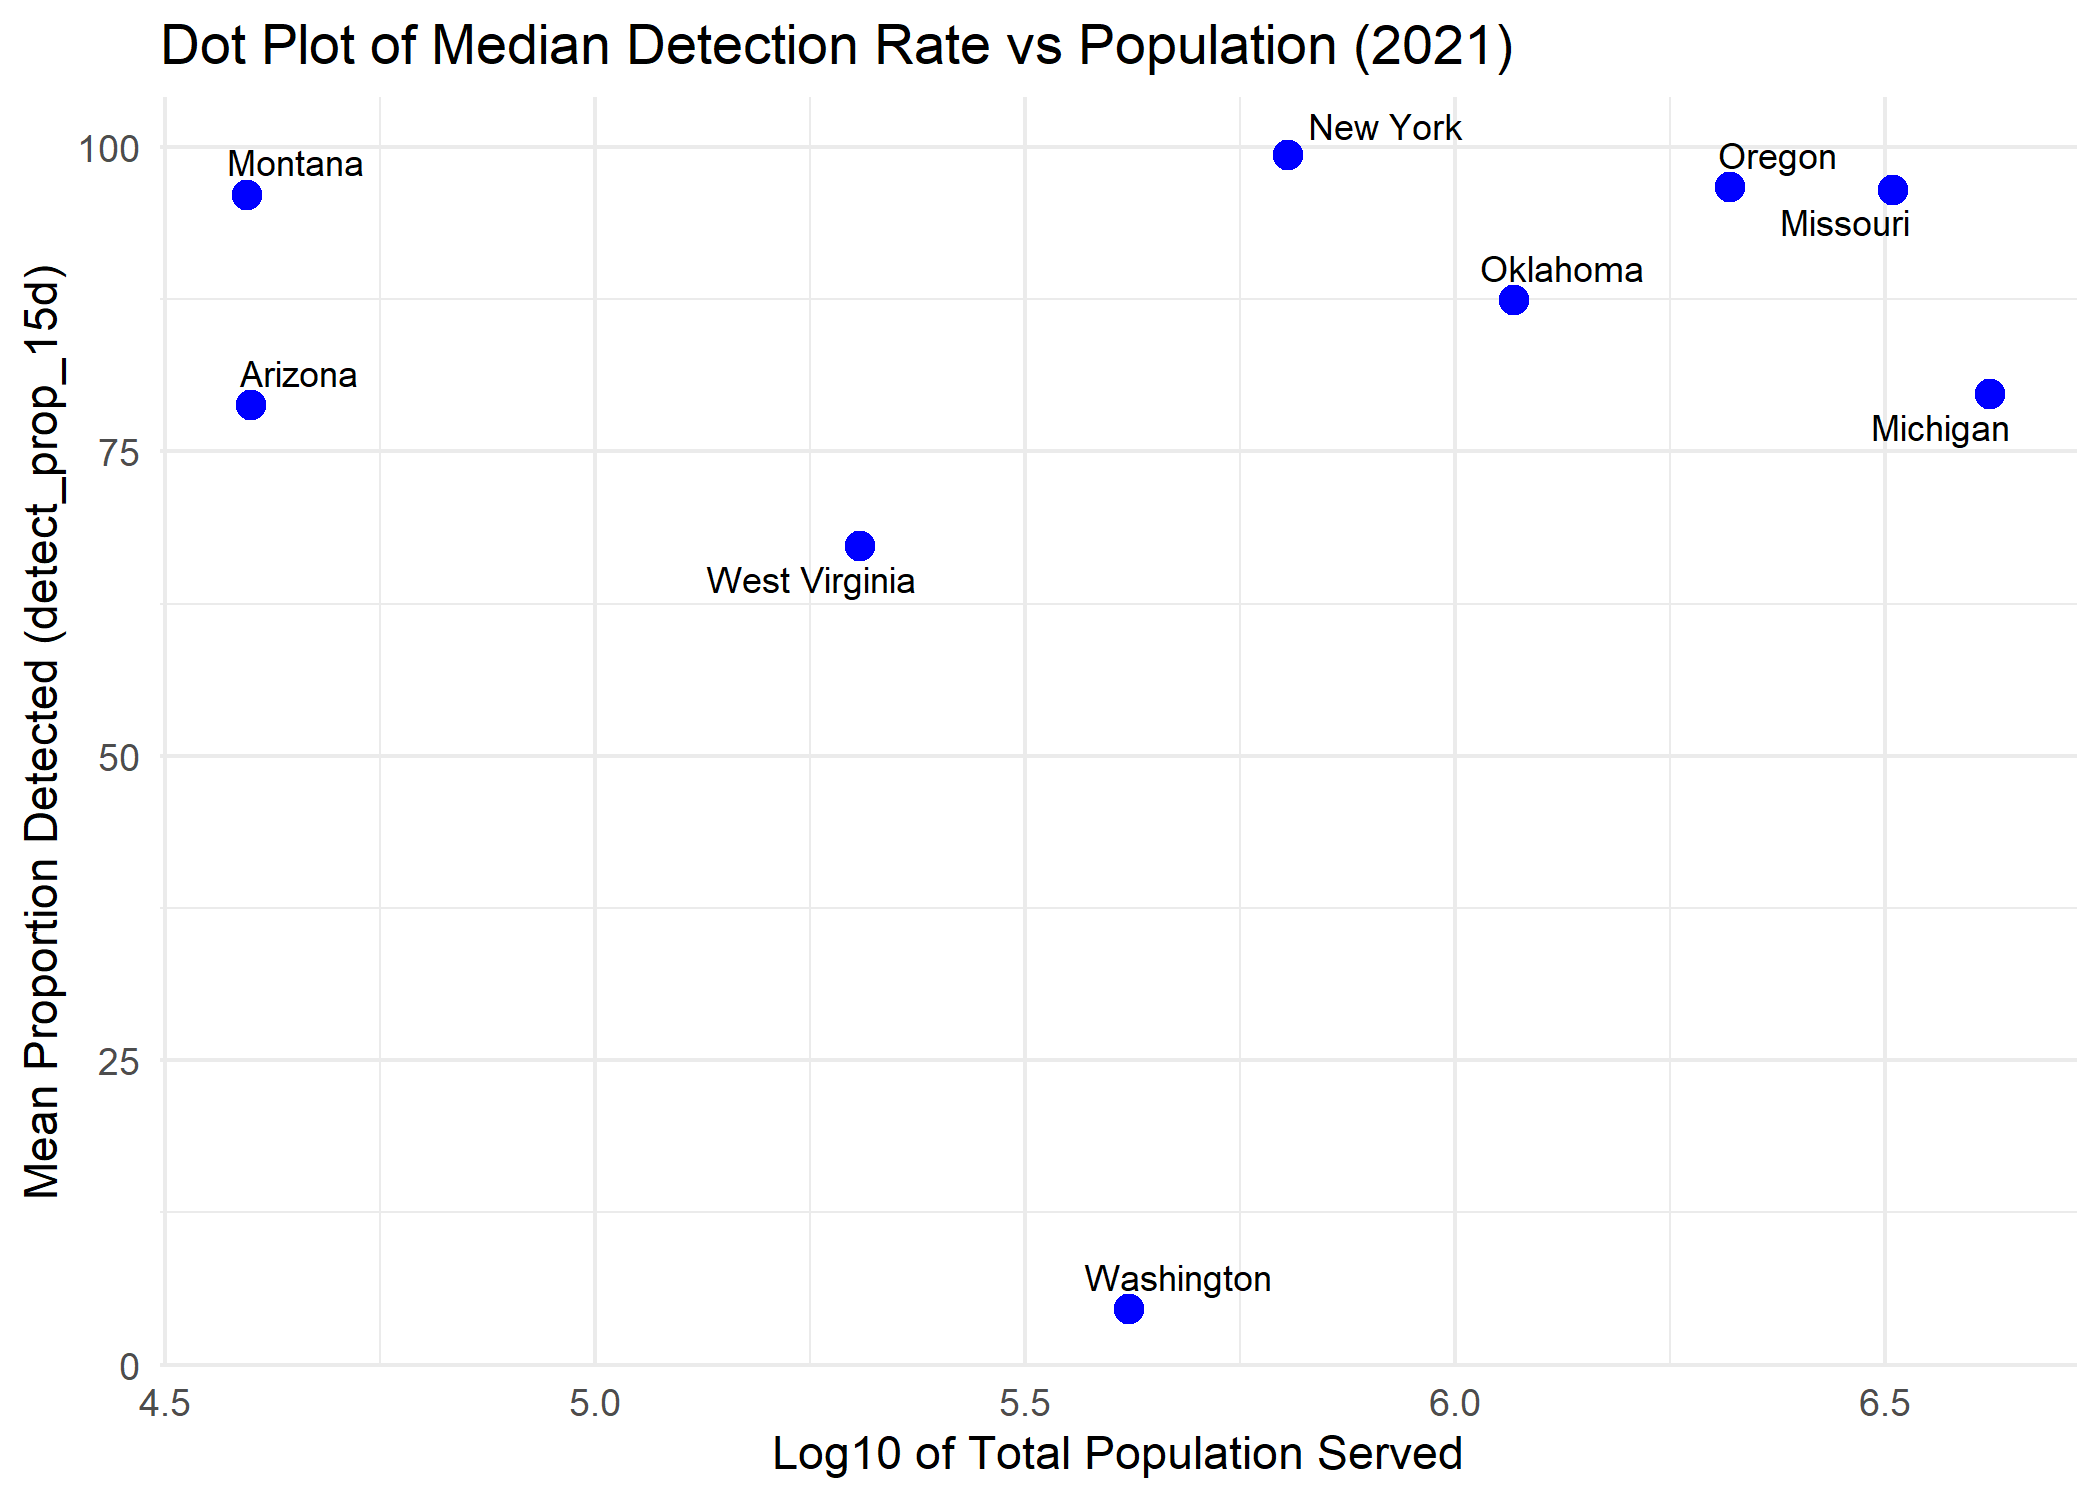 Dot Plot of Median Detection Rate vs Population (2021)
Mean Proportion Detected (detect_prop_15d)
100
75
50
25
0
New York
Montana
Oregon
Missouri
Oklahoma
Arizona
Michigan
West Virginia
Washington
4.5 5.0 5.5 6.0 6.5
Log10 of Total Population Served